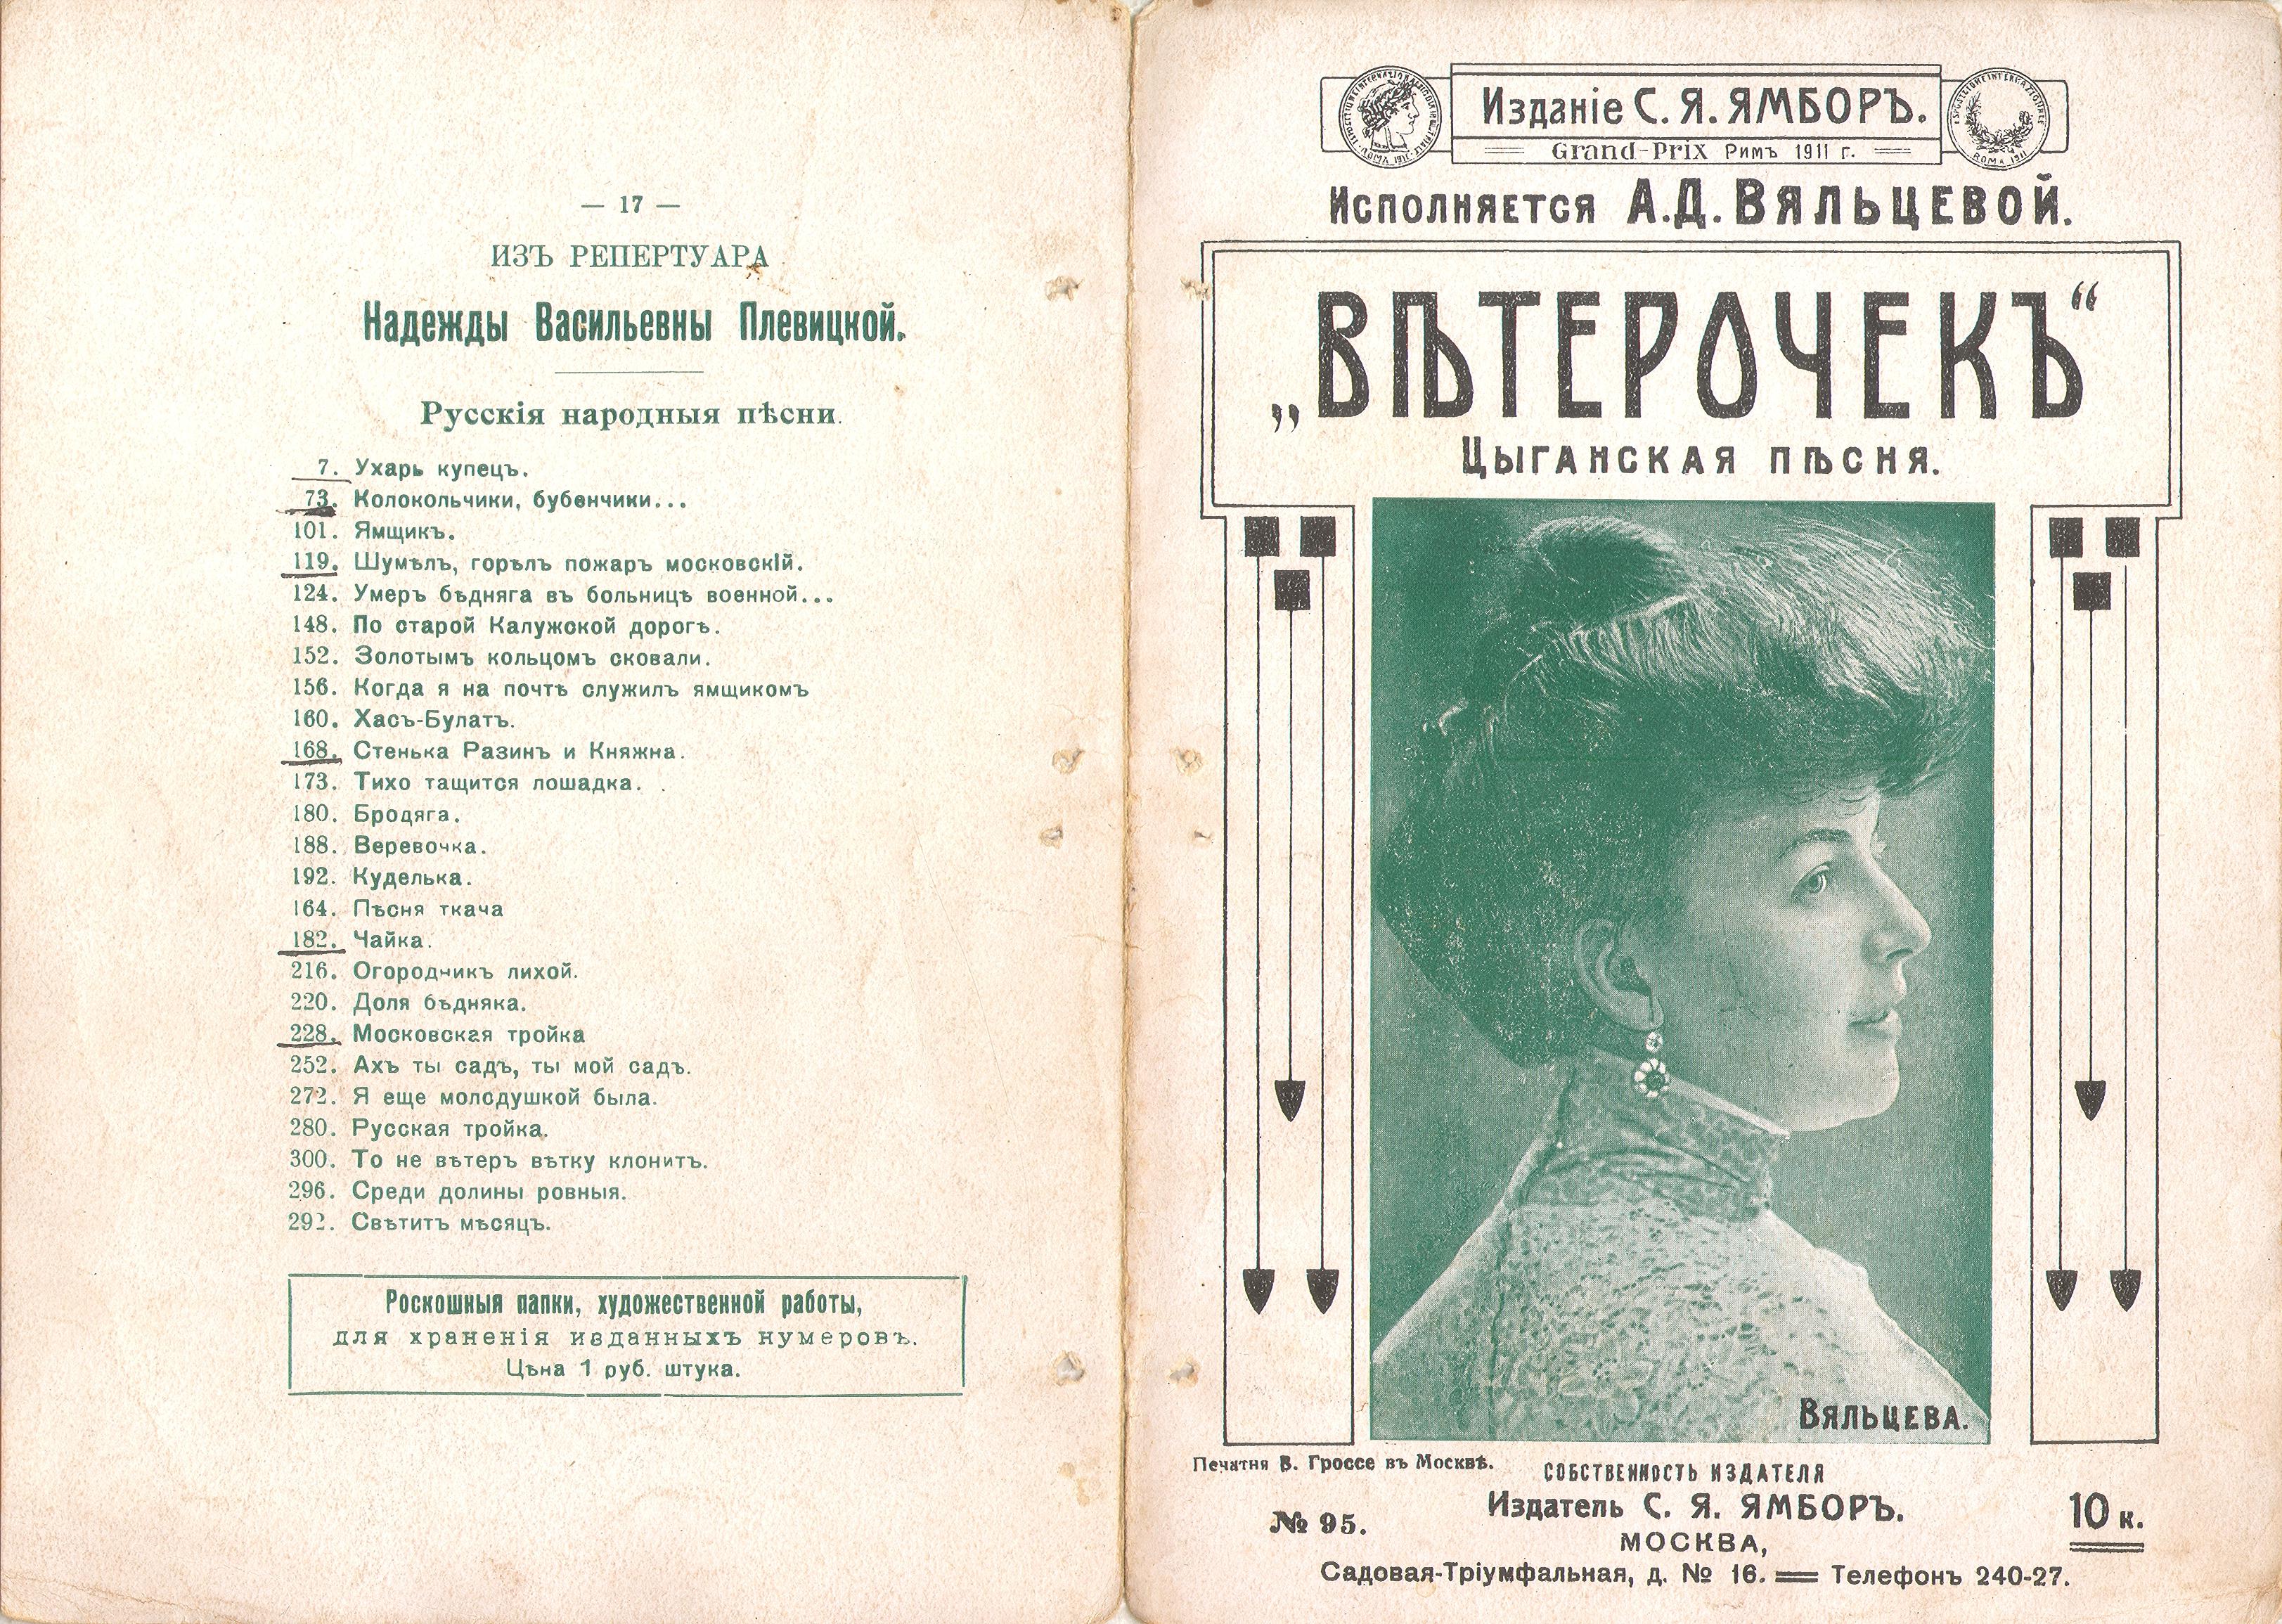 — 17 —
ИЗЪ РЕПЕРТУАРА
Надежды Васильевны Плевицкой.
Русскія народныя пѣсни.
7. Ухарь купецъ.
73. Колокольчики, бубенчики...
101. Ямщикъ.
119. Шумѣлъ, горѣлъ пожаръ московскій.
124. Умеръ бѣдняга въ больницѣ военной...
148. По старой Калужской дорогѣ.
152. Золотымъ кольцомъ сковали.
156. Когда я на почтѣ служилъ ямщикомъ
160. Хасъ-Булатъ.
168. Стенька Разинъ и Княжна.
173. Тихо тащится лошадка.
180. Бродяга.
188. Веревочка.
192. Куделька.
164. Пѣсня ткача
182. Чайка.
216. Огородникъ лихой.
220. Доля бѣдняка.
228. Московская тройка
252. Ахъ ты садъ, ты мой садъ.
272. Я еще молодушкой была.
280. Русская тройка.
300. То не вѣтеръ вѣтку клонитъ.
296. Среди долины ровныя.
292. Свѣтитъ мѣсяцъ.
Роскошныя папки, художественной работы,
для храненія изданныхъ нумеровъ.
Цѣна 1 руб. штука.
Изданіе С. Я. ЯМБОРЪ.
Grand-Prix Римъ 1911 г.
ROMA 1911
ROMA 1911
Исполняется А.Д. Вяльцевой.
„ВѢТЕРОЧЕКЪ“
Цыганская пѣсня.
Вяльцева.
Печатня В. Гроссе въ Москвѣ.
СОБСТВЕННОСТЬ ИЗДАТЕЛЯ
№ 95.
Издатель С. Я. ЯМБОРЪ.
10 к.
МОСКВА,
Садовая-Тріумфальная, д. № 16. — Телефонъ 240-27.